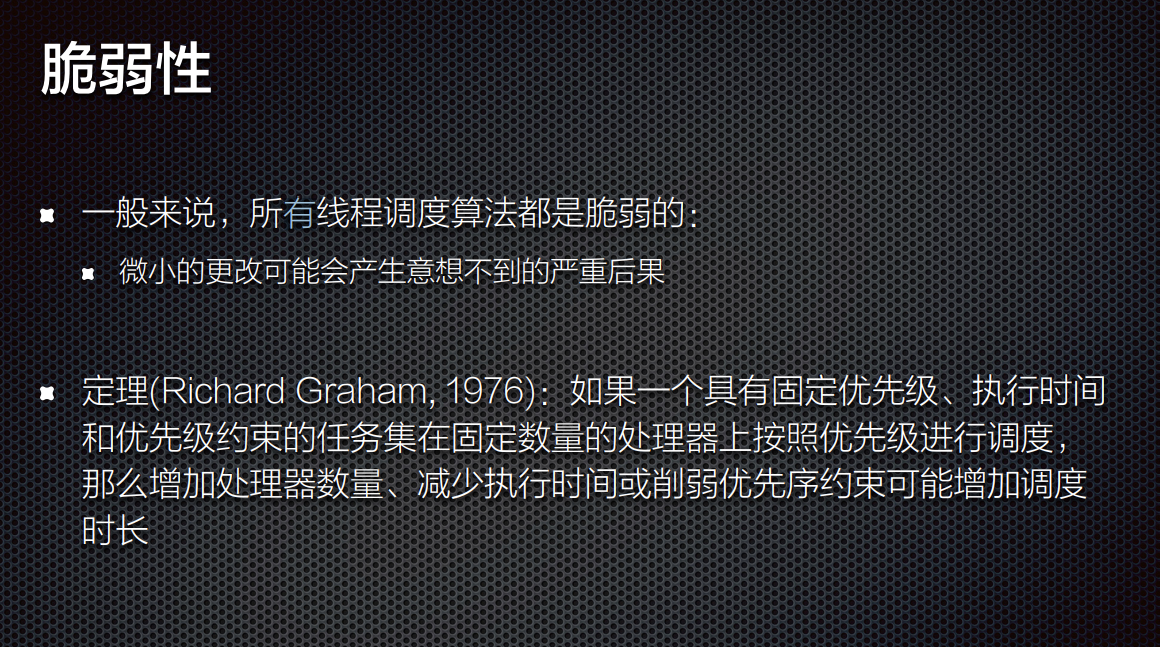 脆弱性
一般来说，所有线程调度算法都是脆弱的：
微小的更改可能会产生意想不到的严重后果
定理(Richard Graham, 1976)：如果一个具有固定优先级、执行时间
和优先级约束的任务集在固定数量的处理器上按照优先级进行调度，
那么增加处理器数量、减少执行时间或削弱优先序约束可能增加调度
时长